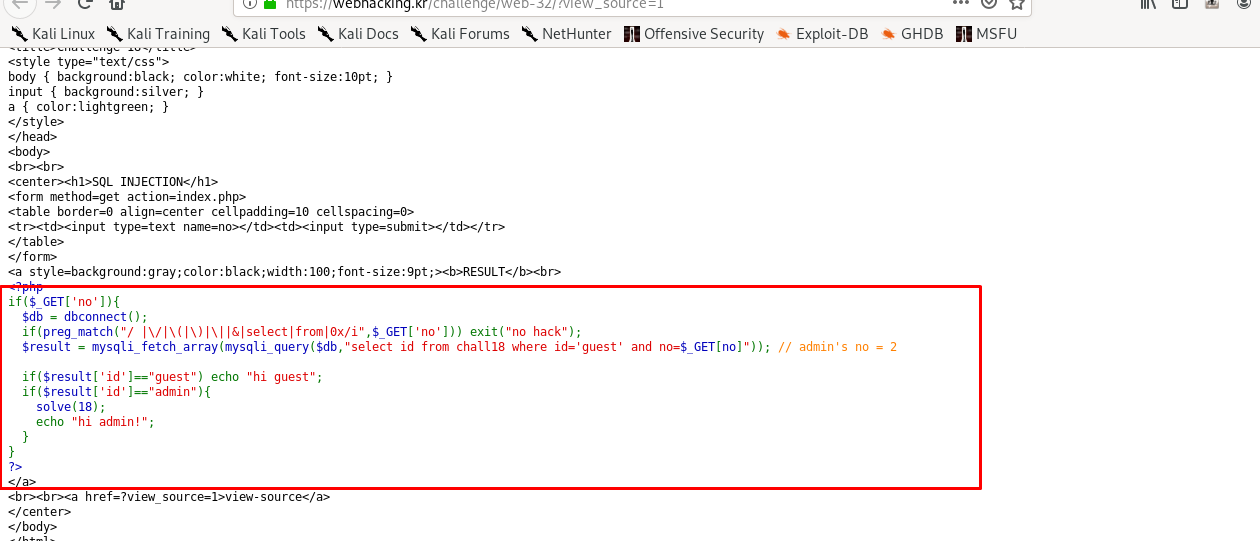 https://webhacking.kr/challenge/web-32/?view_source=1
Kali Linux Kali Training Kali Tools Kali Docs Kali Forums NetHunter Offensive Security Exploit-DB GHDB MSFU
<title>Challenge 18</title>
<style type="text/css">
body { background:black; color:white; font-size:10pt; }
input { background:silver; }
a { color:lightgreen; }
</style>
</head>
<body>
<br><br>
<center><h1>SQL INJECTION</h1>
<form method=get action=index.php>
<table border=0 align=center cellpadding=10 cellspacing=0>
<tr><td><input type=text name=no></td><td><input type=submit></td></tr>
</table>
</form>
<a style=background:gray;color:black;width:100;font-size:9pt;><b>RESULT</b><br>
<?php
if($_GET['no']){
  $db = dbconnect();
  if(preg_match("/ |\/|\(|\)|\||&|select|from|0x/i",$_GET['no'])) exit("no hack");
  $result = mysqli_fetch_array(mysqli_query($db,"select id from chall18 where id='guest' and no=$_GET[no]")); // admin's no = 2
  if($result['id']=="guest") echo "hi guest";
  if($result['id']=="admin"){
    solve(18);
    echo "hi admin!";
  }
}
?>
</a>
<br><br><a href=?view_source=1>view-source</a>
</center>
</body>
</html>